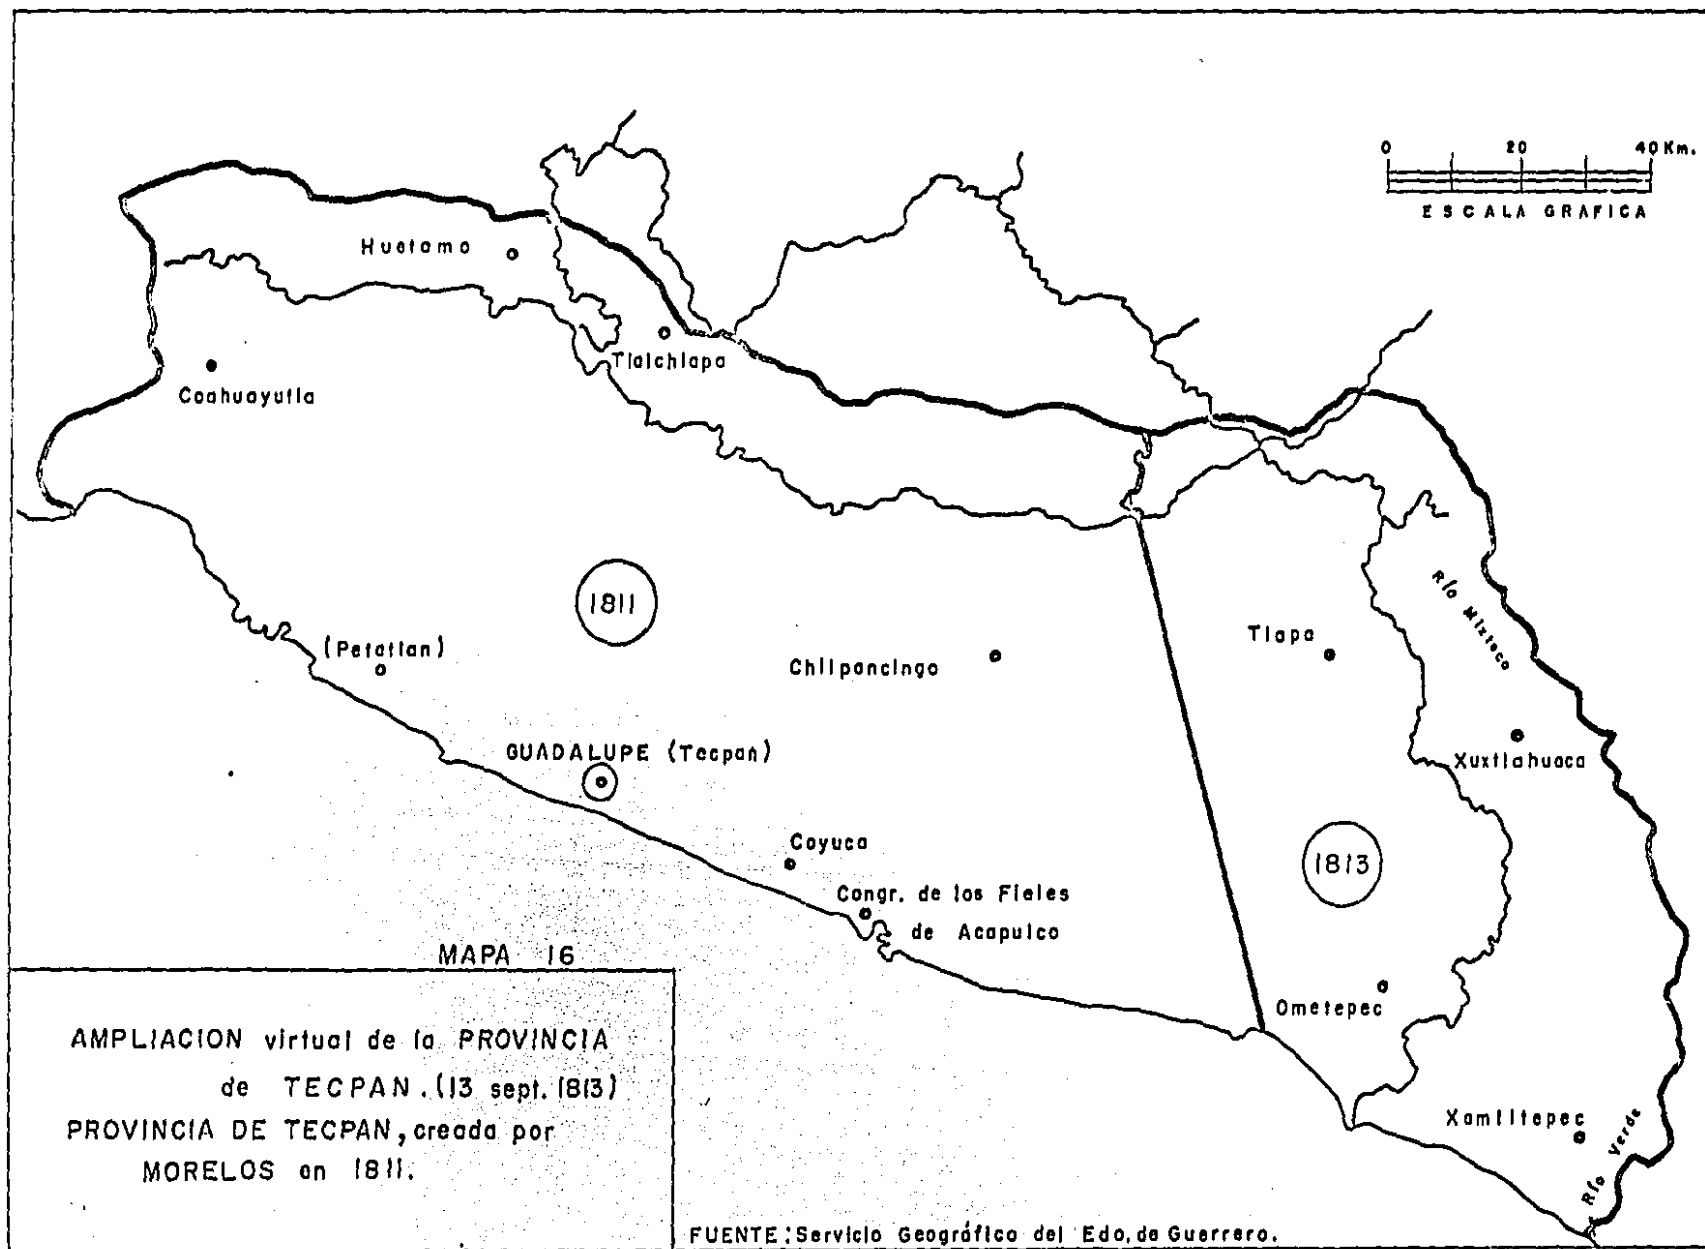 0 20 40 Km.
ESCALA GRAFICA
Huetamo
Tlalchiapa
Coahuayutla
1811
(Petatlan)
Chilpancingo
Tlapa
Río Mixteco
Xuxtlahuaca
GUADALUPE (Tecpan)
Coyuca
1813
Congr. de los Fieles
de Acapulco
Ometepec
Xamiltepec
Río Verde
MAPA 16
AMPLIACION virtual de la PROVINCIA
de TECPAN. (13 sept. 1813)
PROVINCIA DE TECPAN, creada por
MORELOS en 1811.
FUENTE: Servicio Geográfico del Edo. de Guerrero.